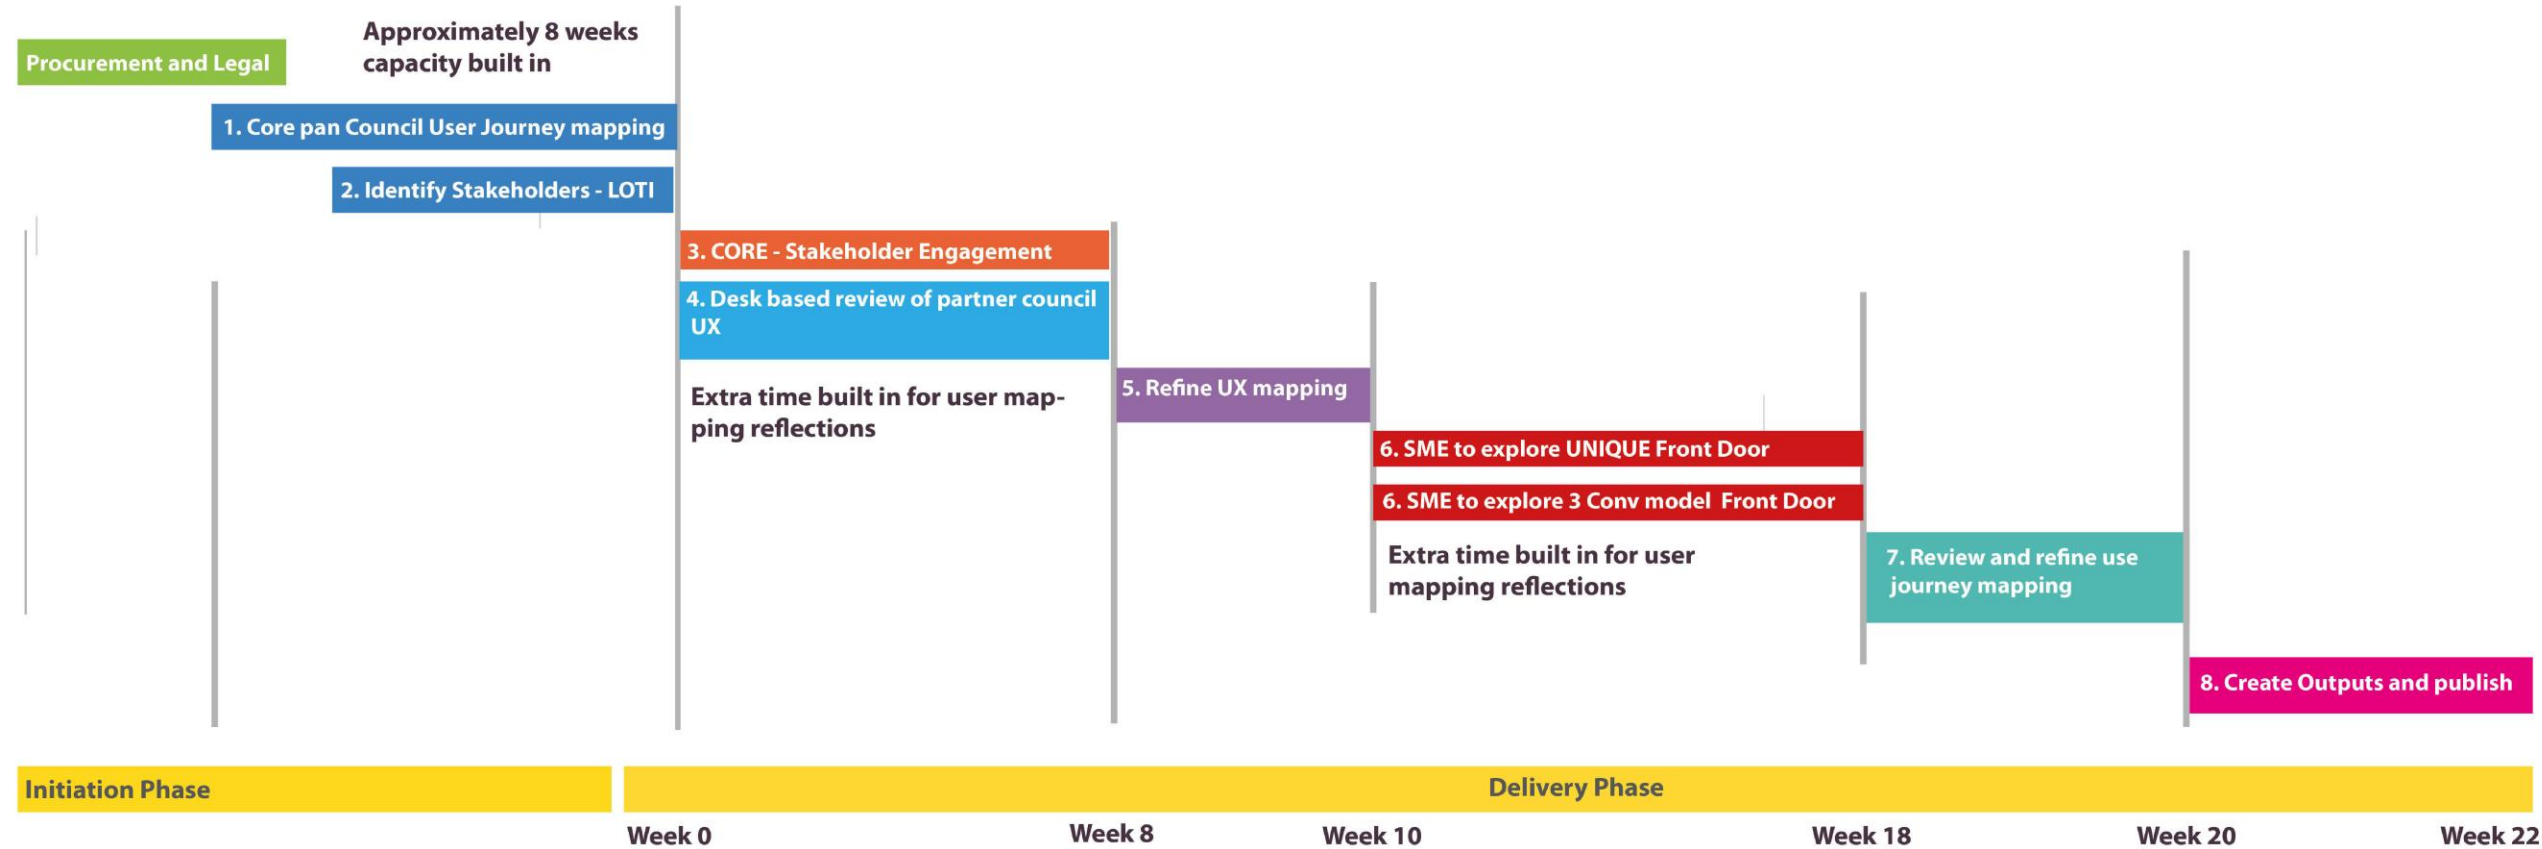 Procurement and Legal
Approximately 8 weeks
capacity built in
1. Core pan Council User Journey mapping
2. Identify Stakeholders - LOTI
3. CORE - Stakeholder Engagement
4. Desk based review of partner council
UX
Extra time built in for user map-
ping reflections
5. Refine UX mapping
6. SME to explore UNIQUE Front Door
6. SME to explore 3 Conv model  Front Door
Extra time built in for user
mapping reflections
7. Review and refine use
journey mapping
8. Create Outputs and publish
Initiation Phase
Delivery Phase
Week 0
Week 8
Week 10
Week 18
Week 20
Week 22